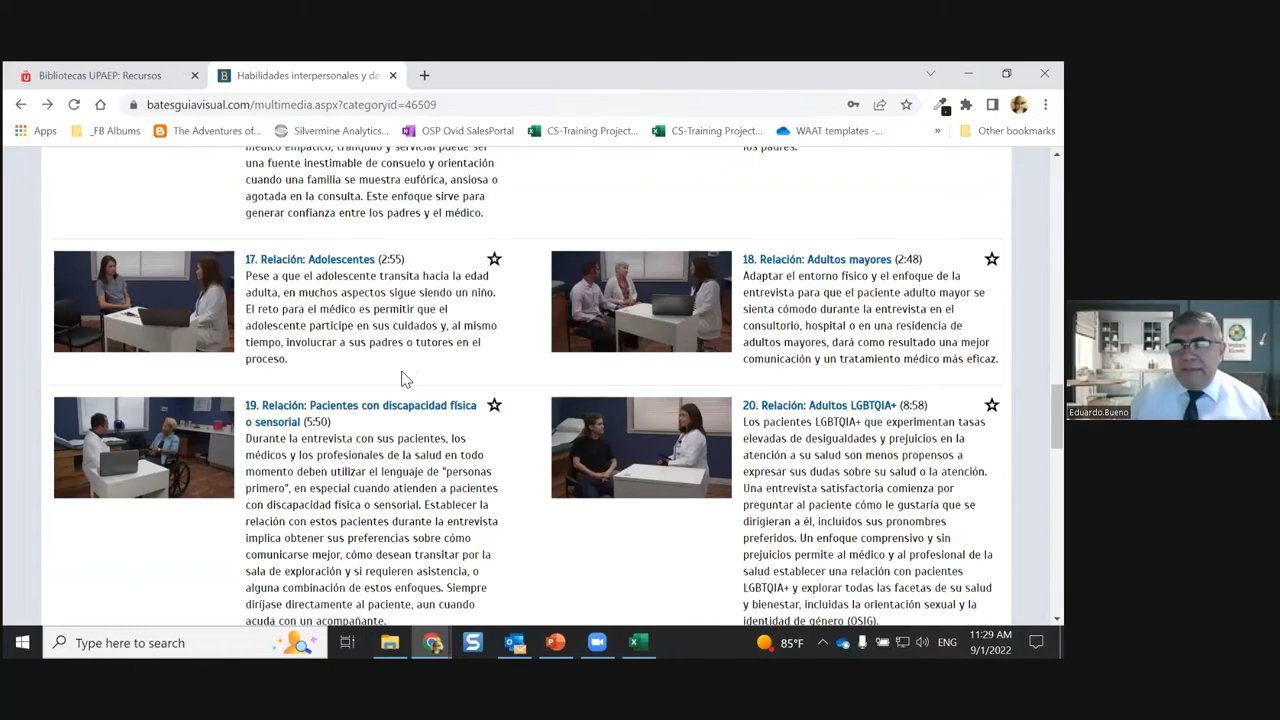 Bibliotecas UPAEP: Recursos
Habilidades interpersonales y de
batesguiavisual.com/multimedia.aspx?categoryid=46509
Apps
_FB Albums
The Adventures of...
Silvermine Analytics...
OSP Ovid SalesPortal
CS-Training Project...
CS-Training Project...
WAAT templates -...
»
Other bookmarks
médico empático, tranquilo y servicial puede ser
una fuente inestimable de consuelo y orientación
cuando una familia se muestra eufórica, ansiosa o
agotada en la consulta. Este enfoque sirve para
generar confianza entre los padres y el médico.
los padres.
17. Relación: Adolescentes (2:55)
Pese a que el adolescente transita hacia la edad
adulta, en muchos aspectos sigue siendo un niño.
El reto para el médico es permitir que el
adolescente participe en sus cuidados y, al mismo
tiempo, involucrar a sus padres o tutores en el
proceso.
18. Relación: Adultos mayores (2:48)
Adaptar el entorno físico y el enfoque de la
entrevista para que el paciente adulto mayor se
sienta cómodo durante la entrevista en el
consultorio, hospital o en una residencia de
adultos mayores, dará como resultado una mejor
comunicación y un tratamiento médico más eficaz.
19. Relación: Pacientes con discapacidad física
o sensorial (5:50)
Durante la entrevista con sus pacientes, los
médicos y los profesionales de la salud en todo
momento deben utilizar el lenguaje de "personas
primero", en especial cuando atienden a pacientes
con discapacidad física o sensorial. Establecer la
relación con estos pacientes durante la entrevista
implica obtener sus preferencias sobre cómo
comunicarse mejor, cómo desean transitar por la
sala de exploración y si requieren asistencia, o
alguna combinación de estos enfoques. Siempre
diríjase directamente al paciente, aun cuando
acuda con un acompañante.
20. Relación: Adultos LGBTQIA+ (8:58)
Los pacientes LGBTQIA+ que experimentan tasas
elevadas de desigualdades y prejuicios en la
atención a su salud son menos propensos a
expresar sus dudas sobre su salud o la atención.
Una entrevista satisfactoria comienza por
preguntar al paciente cómo le gustaría que se
dirigieran a él, incluidos sus pronombres
preferidos. Un enfoque comprensivo y sin
prejuicios permite al médico y al profesional de la
salud establecer una relación con pacientes
LGBTQIA+ y explorar todas las facetas de su salud
y bienestar, incluidas la orientación sexual y la
identidad de género (OSIG).
Eduardo.Bueno
Type here to search
85°F
ENG
11:29 AM
9/1/2022